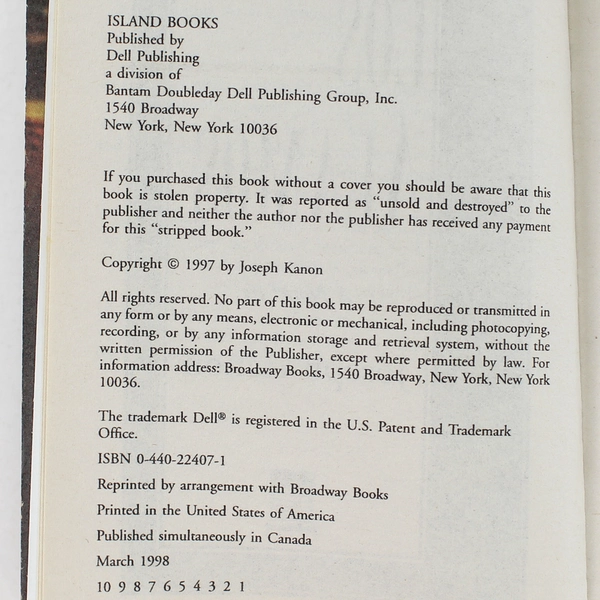 ISLAND BOOKS
Published by
Dell Publishing
a division of
Bantam Doubleday Dell Publishing Group, Inc.
1540 Broadway
New York, New York 10036
If you purchased this book without a cover you should be aware that this
book is stolen property. It was reported as “unsold and destroyed” to the
publisher and neither the author nor the publisher has received any payment
for this “stripped book.”
Copyright © 1997 by Joseph Kanon
All rights reserved. No part of this book may be reproduced or transmitted in
any form or by any means, electronic or mechanical, including photocopying,
recording, or by any information storage and retrieval system, without the
written permission of the Publisher, except where permitted by law. For
information address: Broadway Books, 1540 Broadway, New York, New York
10036.
The trademark Dell® is registered in the U.S. Patent and Trademark
Office.
ISBN 0-440-22407-1
Reprinted by arrangement with Broadway Books
Printed in the United States of America
Published simultaneously in Canada
March 1998
10 9 8 7 6 5 4 3 2 1